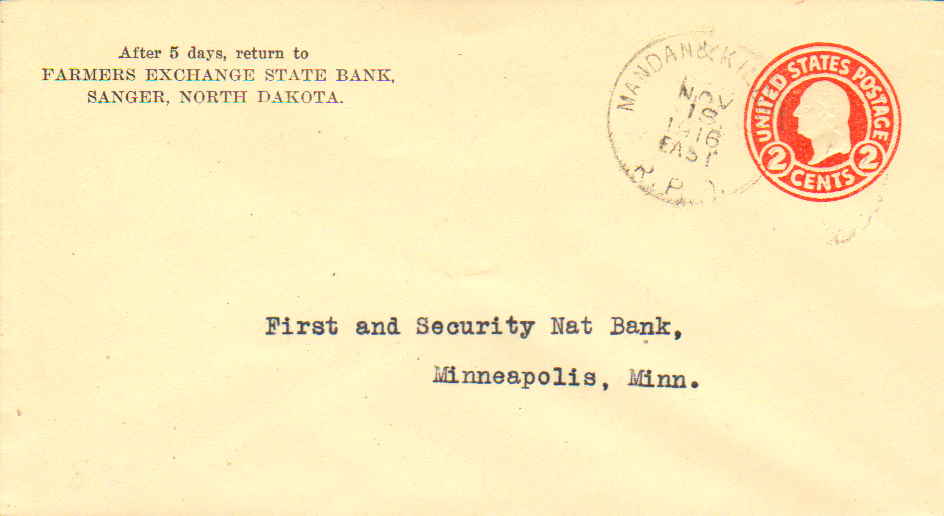 After 5 days, return to
FARMERS EXCHANGE STATE BANK,
SANGER, NORTH DAKOTA.
MANDAN & K
NOV
18
1916
EAST
R.P.O.
UNITED STATES POSTAGE
2 CENTS 2
First and Security Nat Bank,
Minneapolis, Minn.